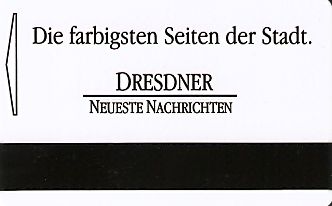 Die farbigsten Seiten der Stadt.
DRESDNER
NEUESTE NACHRICHTEN